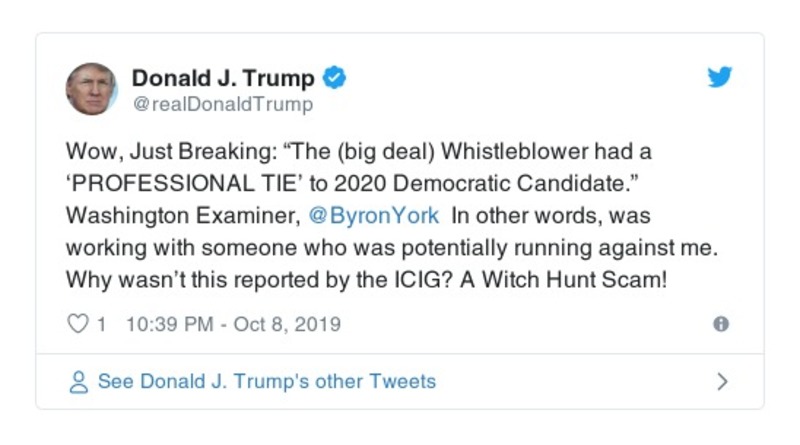 Donald J. Trump
@realDonaldTrump
Wow, Just Breaking: “The (big deal) Whistleblower had a
‘PROFESSIONAL TIE’ to 2020 Democratic Candidate.”
Washington Examiner, @ByronYork In other words, was
working with someone who was potentially running against me.
Why wasn’t this reported by the ICIG? A Witch Hunt Scam!
1 10:39 PM - Oct 8, 2019
See Donald J. Trump's other Tweets